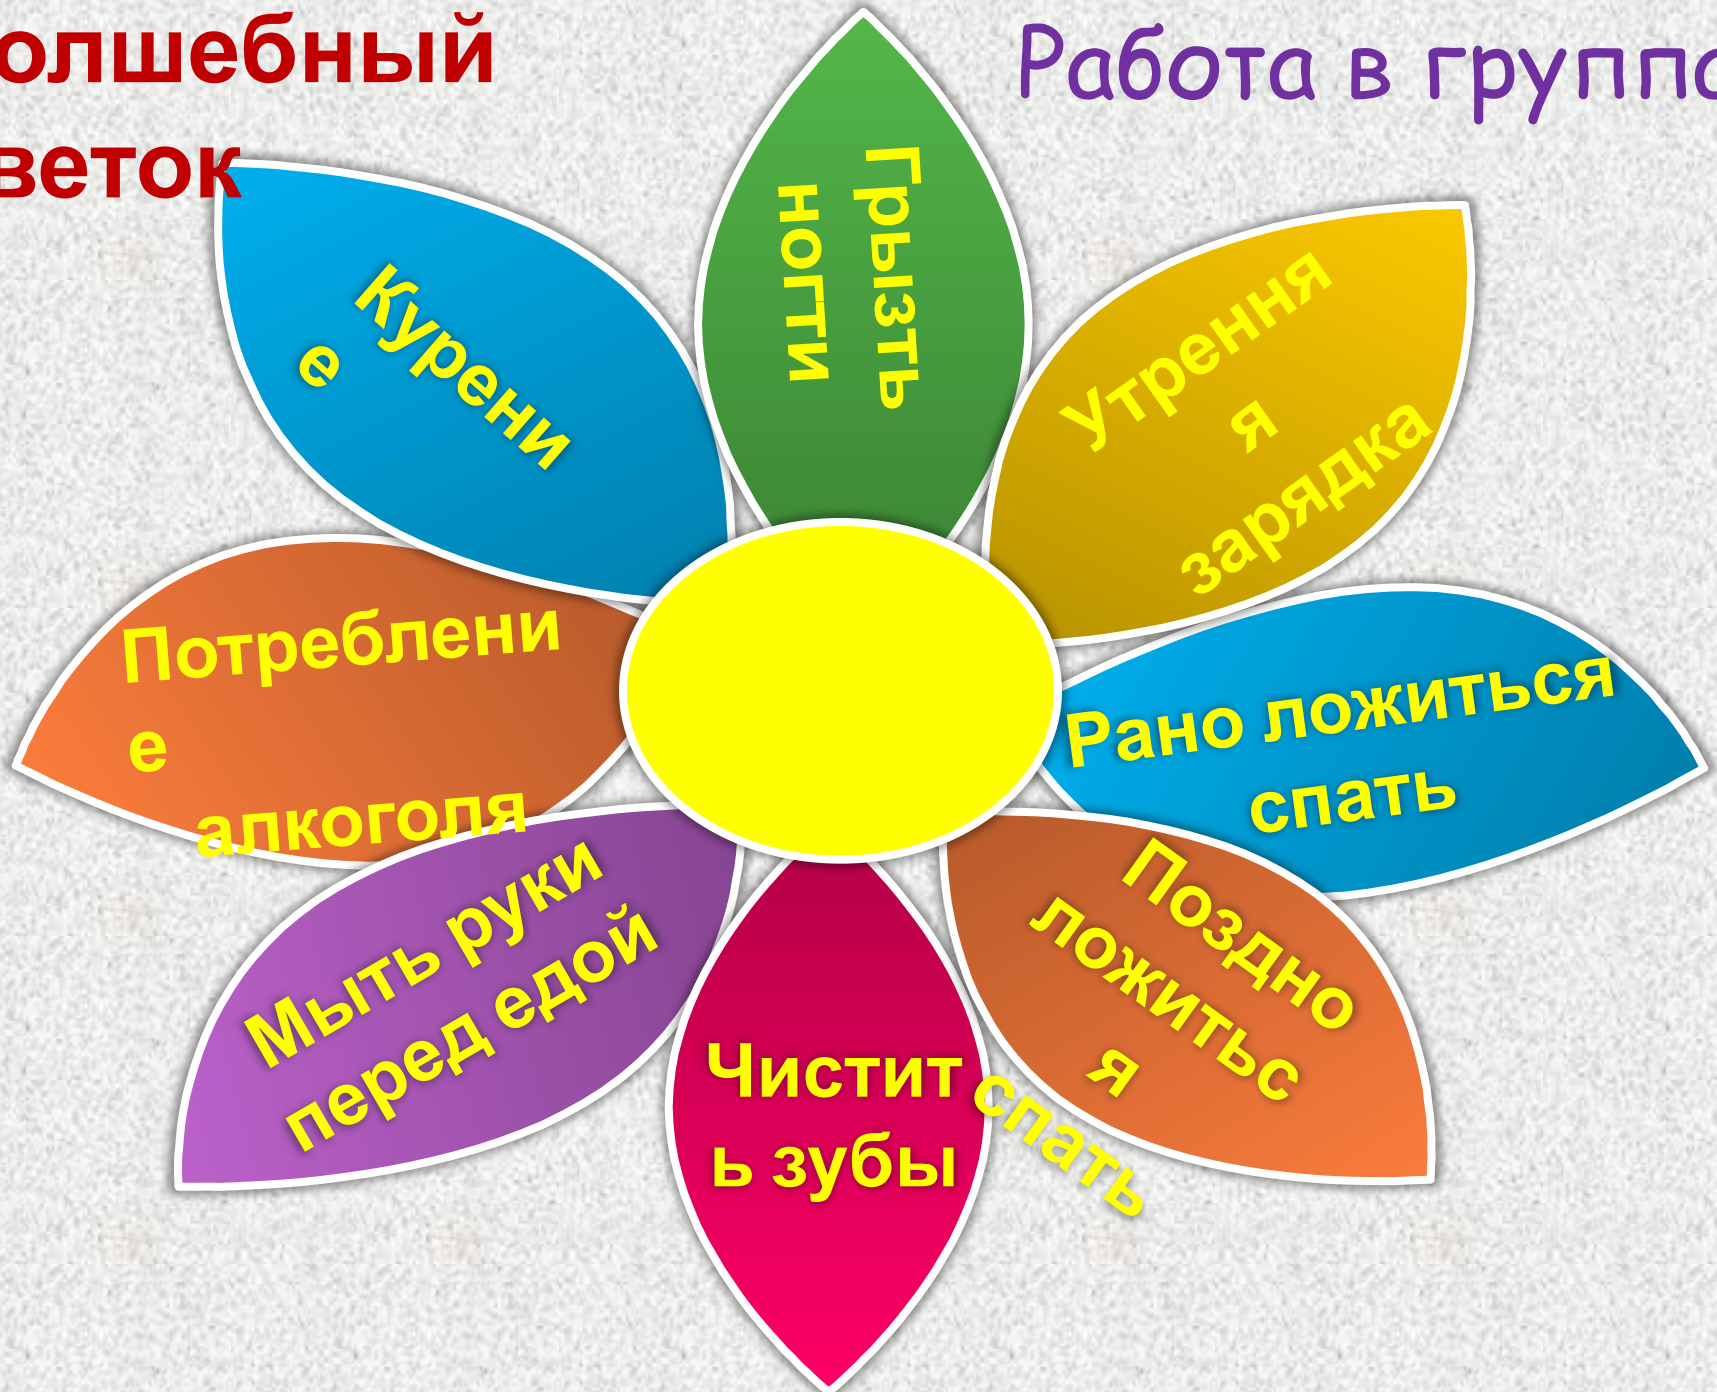 олшебный
веток
Работа в группа
Грызть
ногти
Утрення
я
зарядка
Рано ложиться
спать
Поздно
ложитьс
я
спать
Чистит
ь зубы
Мыть руки
перед едой
Потреблени
е
алкоголя
Курени
е